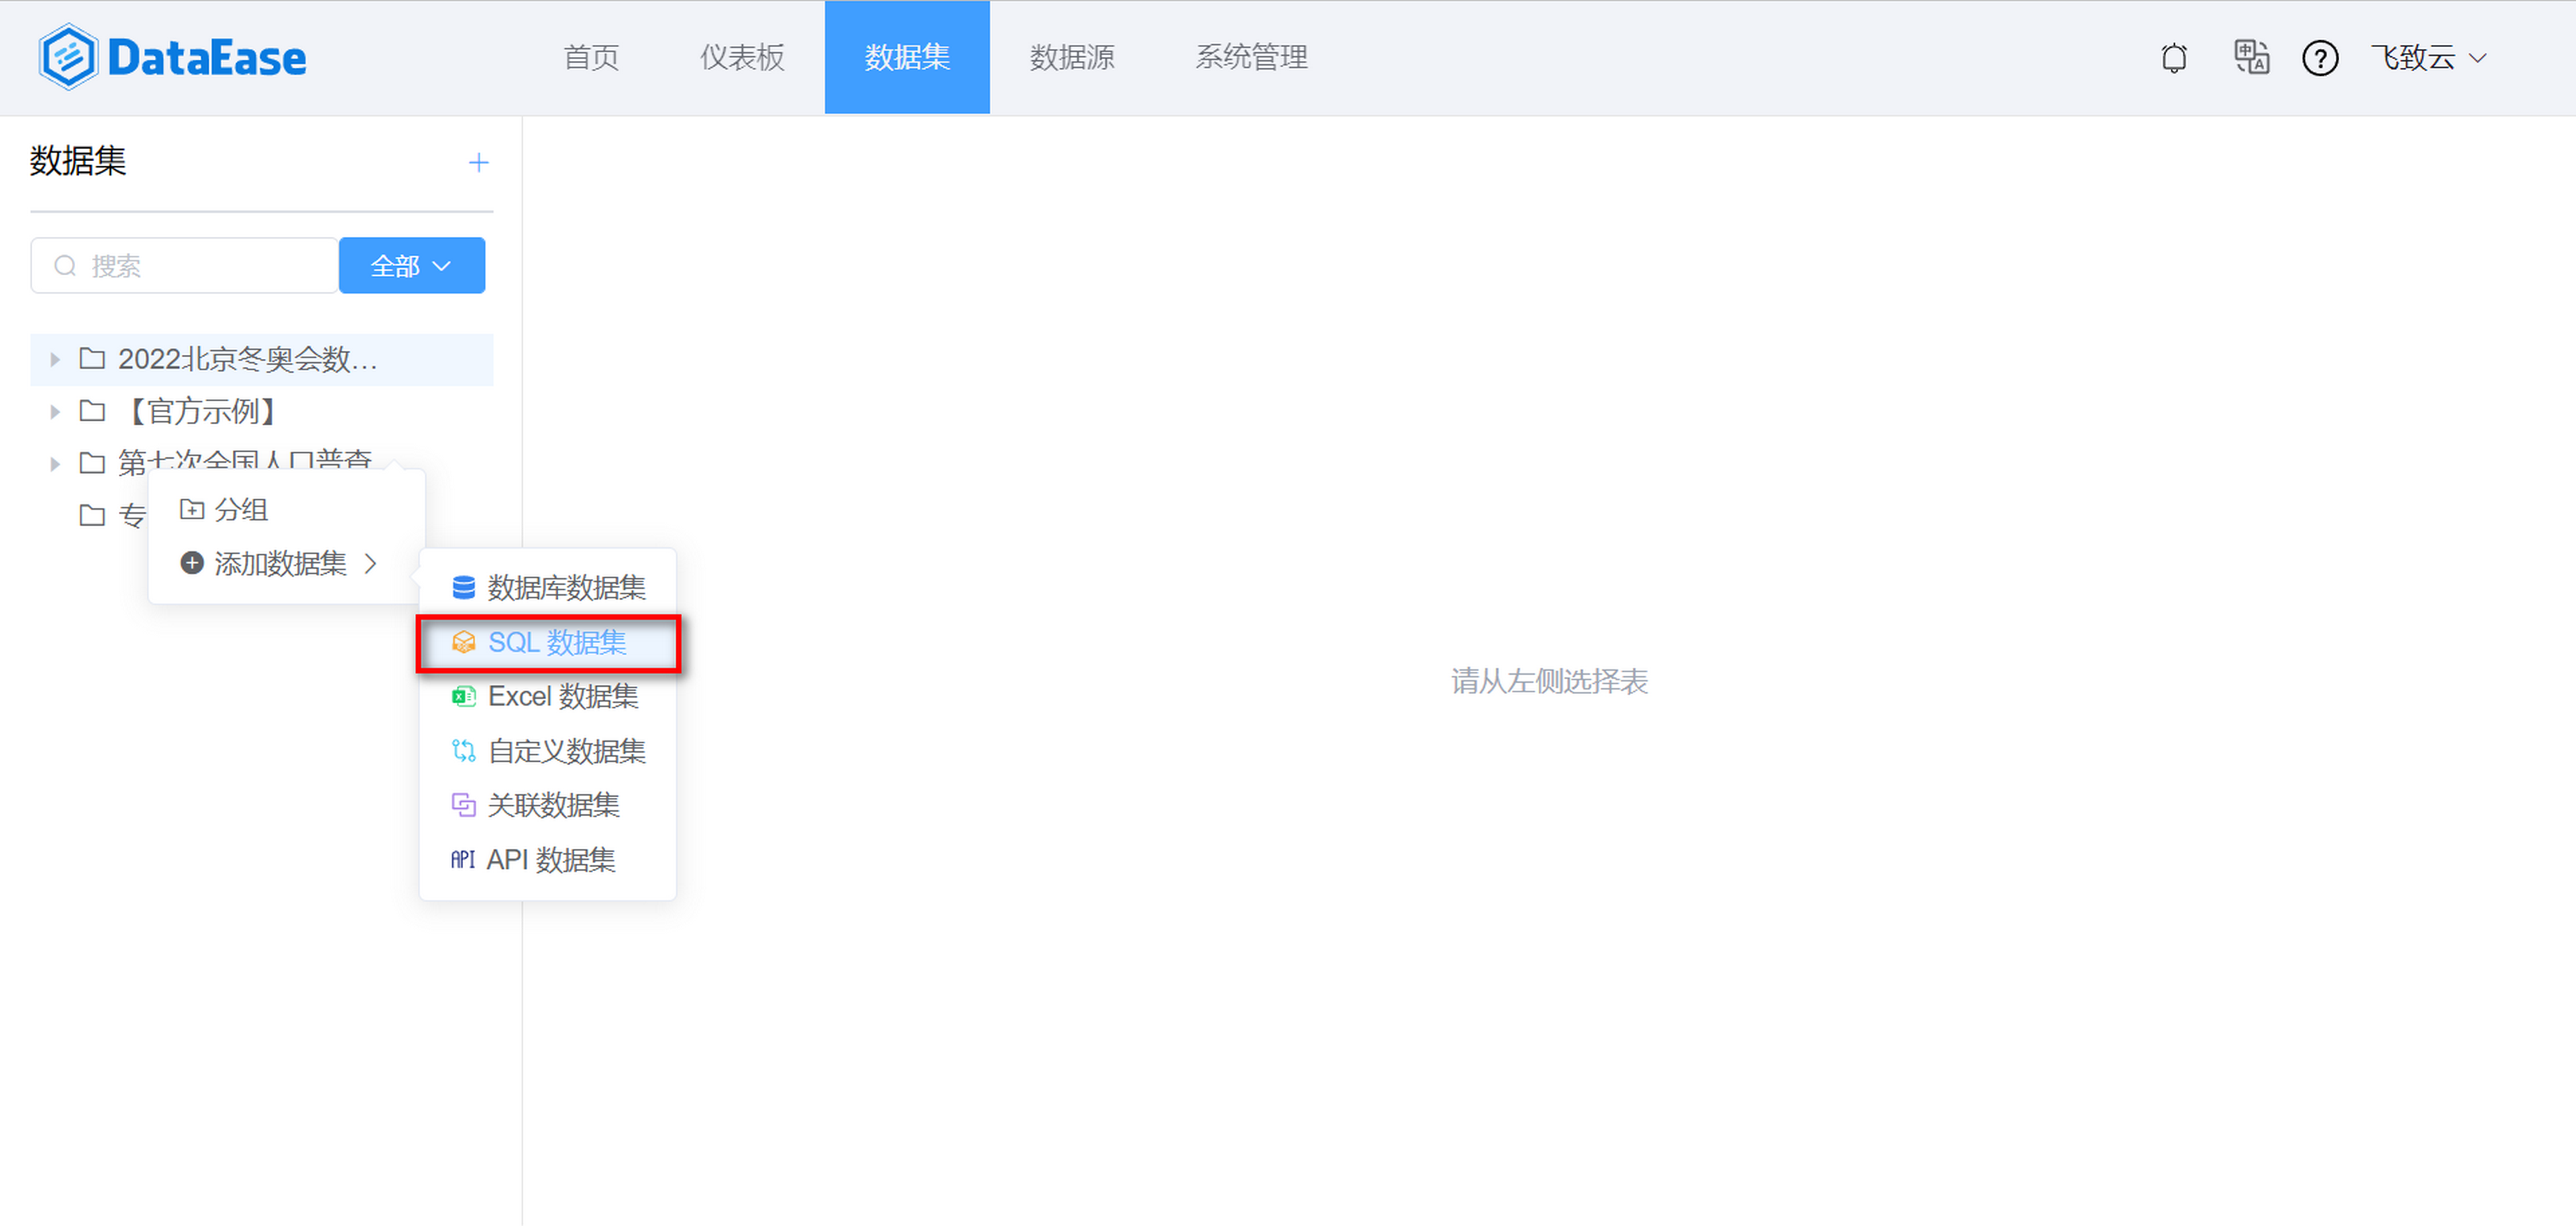 DataEase
首页
仪表板
数据集
数据源
系统管理
飞致云
数据集
搜索
全部
2022北京冬奥会数...
【官方示例】
第七次全国人口普查
专
分组
添加数据集
数据库数据集
SQL 数据集
Excel 数据集
自定义数据集
关联数据集
API API 数据集
请从左侧选择表